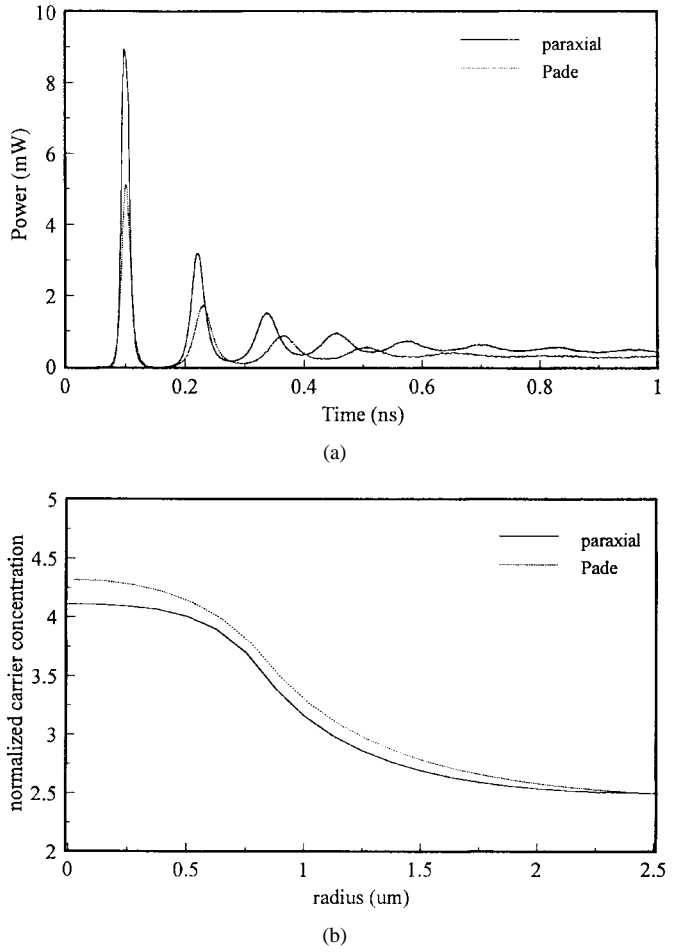 10
8
6
4
2
0
Power (mW)
paraxial
Pade
0 0.2 0.4 0.6 0.8 1
Time (ns)
(a)
5
4.5
4
3.5
3
2.5
2
normalized carrier concentration
paraxial
Pade
0 0.5 1 1.5 2 2.5
radius (um)
(b)